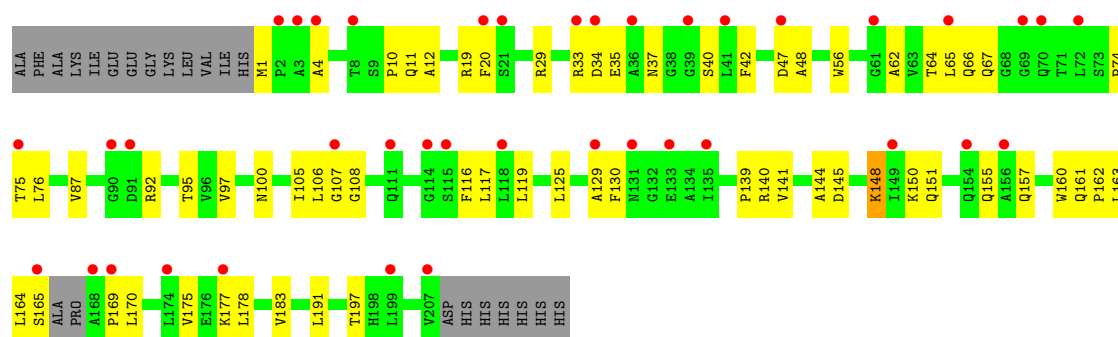 ALA PHE ALA LYS ILE GLU GLU GLY LYS LEU VAL ILE HIS M1 P2 A3 A4 T8 S9 P10 Q11 A12 R19 F20 S21 R29 R33 D34 E35 A36 N37 G38 G39 S40 L41 F42 D47 A48 W56 G61 A62 V63 T64 L65 Q66 Q67 G68 G69 Q70 T71 L72 S73
T75 L76 V87 G90 D91 R92 T95 V96 V97 N100 I105 L106 G107 G108 Q111 G114 S115 F116 L117 L118 L119 L125 A129 F130 N131 G132 E133 A134 I135 P139 R140 V141 A144 D145 K148 I149 K150 Q151 Q154 Q155 A156 Q157 W160 Q161 P162 L163
L164 S165 ALA PRO A168 P169 L170 L174 V175 E176 K177 L178 V183 L191 T197 H198 L199 V207 ASP HIS HIS HIS HIS HIS HIS